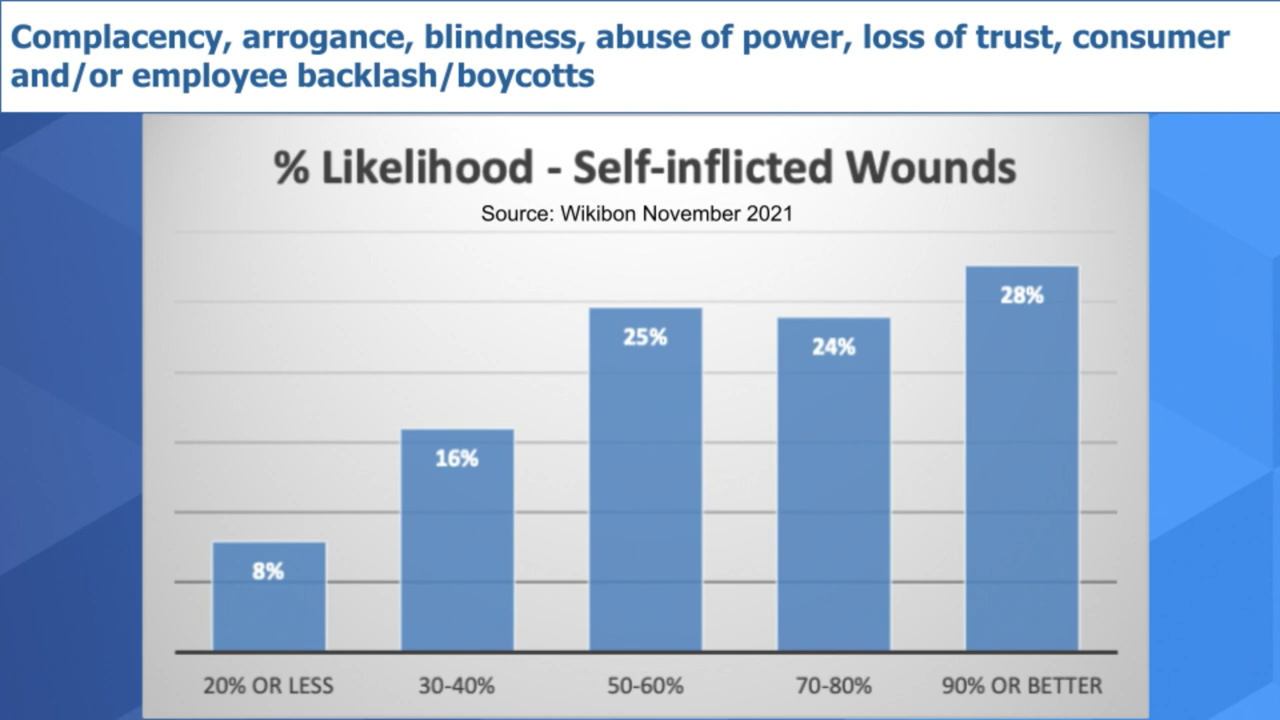 Complacency, arrogance, blindness, abuse of power, loss of trust, consumer
and/or employee backlash/boycotts
% Likelihood - Self-inflicted Wounds
Source: Wikibon November 2021
8%
16%
25%
24%
28%
20% OR LESS
30-40%
50-60%
70-80%
90% OR BETTER